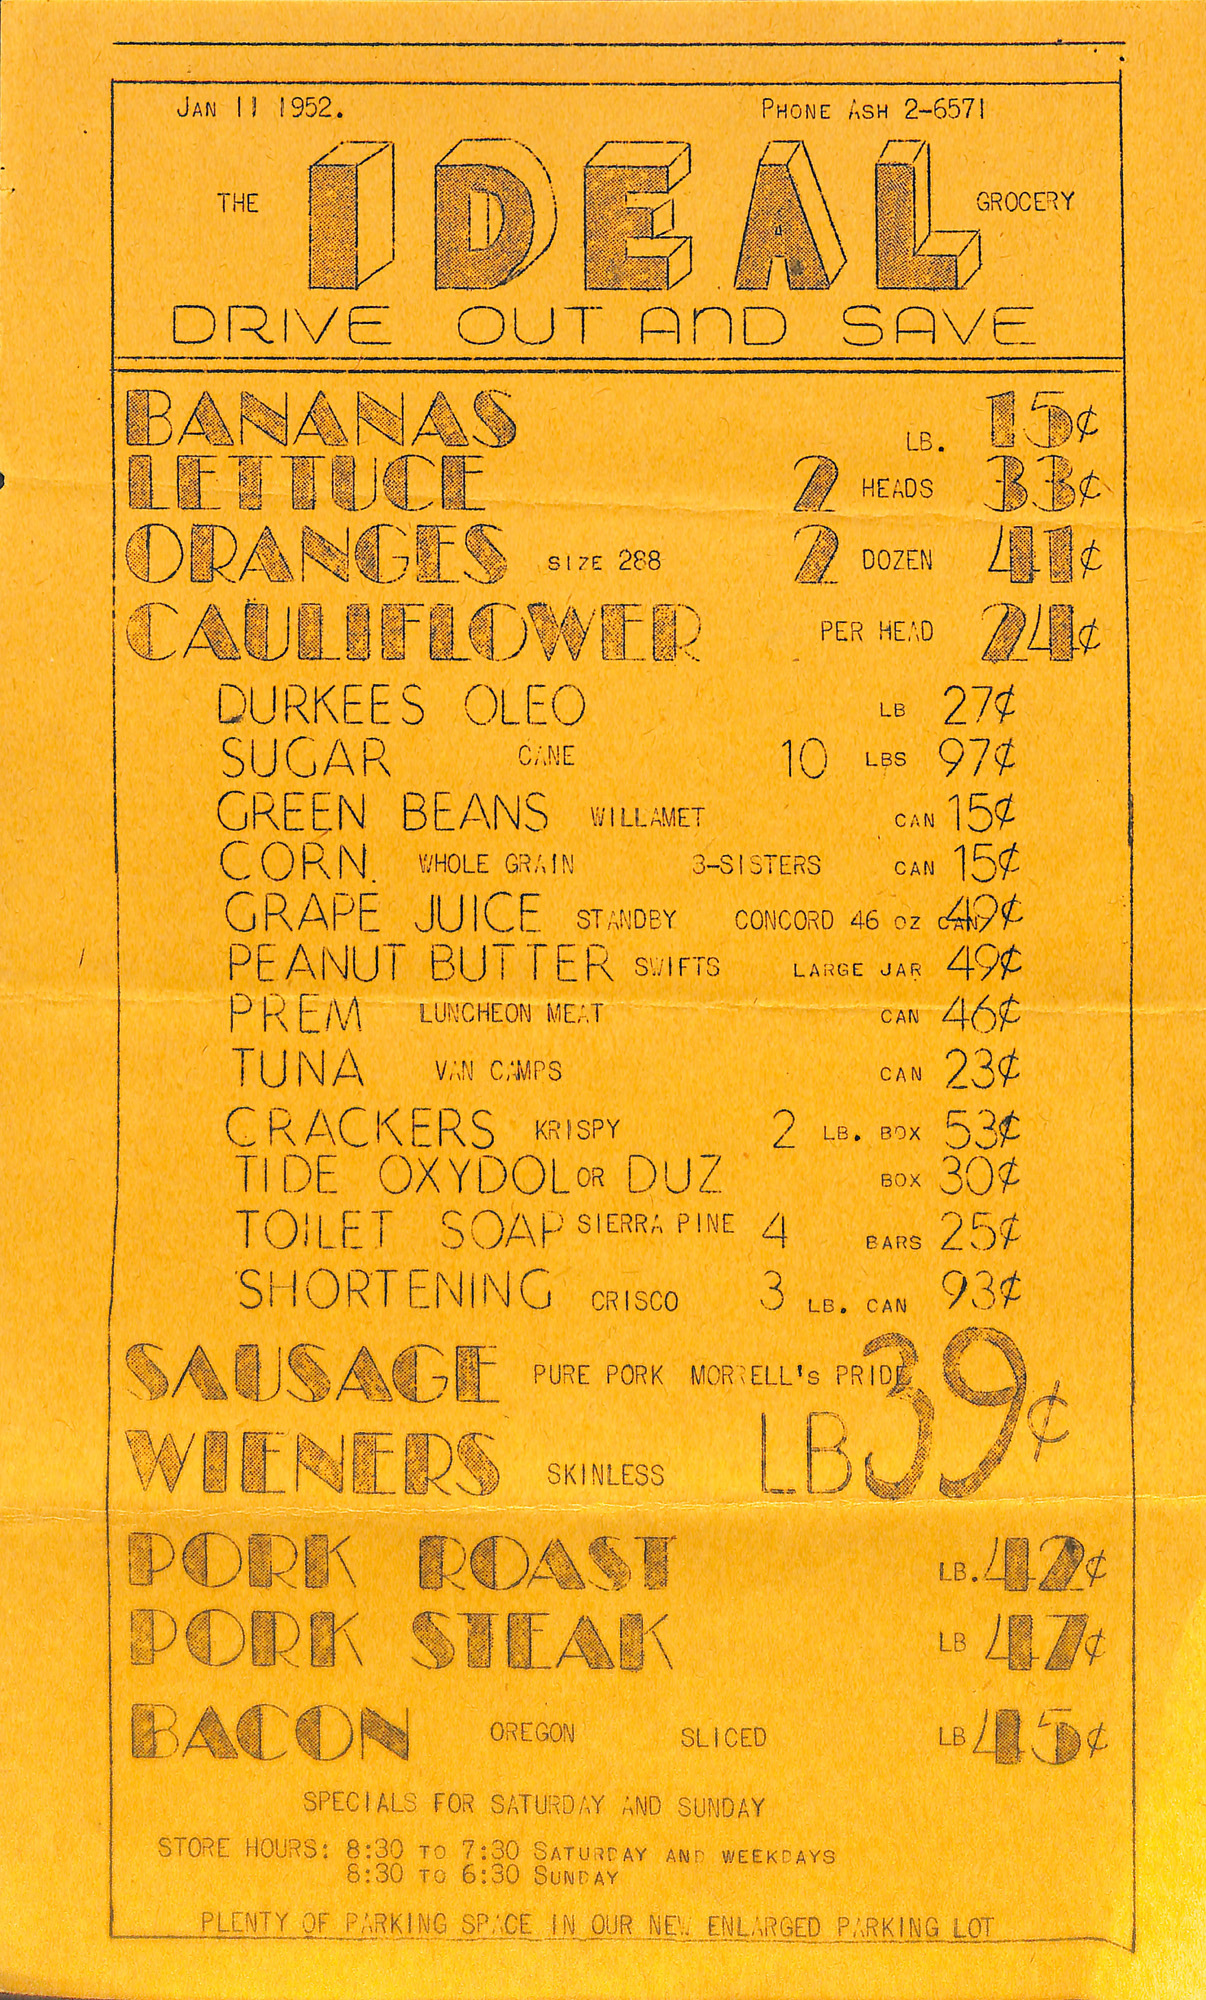 JAN 11 1952. PHONE ASH 2-6571
THE IDEAL GROCERY
DRIVE OUT AND SAVE
BANANAS LB. 15¢
LETTUCE 2 HEADS 33¢
ORANGES SIZE 288 2 DOZEN 41¢
CAULIFLOWER PER HEAD 24¢
DURKEES OLEO LB 27¢
SUGAR CANE 10 LBS 97¢
GREEN BEANS WILLAMET CAN 15¢
CORN. WHOLE GRAIN 3-SISTERS CAN 15¢
GRAPE JUICE STANDBY CONCORD 46 OZ CAN 49¢
PEANUT BUTTER SWIFTS LARGE JAR 49¢
PREM LUNCHEON MEAT CAN 46¢
TUNA VAN CAMPS CAN 23¢
CRACKERS KRISPY 2 LB. BOX 53¢
TIDE OXYDOL OR DUZ BOX 30¢
TOILET SOAP SIERRA PINE 4 BARS 25¢
SHORTENING CRISCO 3 LB. CAN 93¢
SAUSAGE PURE PORK MORRELL's PRIDE
WIENERS SKINLESS LB 39¢
PORK ROAST LB. 42¢
PORK STEAK LB 47¢
BACON OREGON SLICED LB 45¢
SPECIALS FOR SATURDAY AND SUNDAY
STORE HOURS: 8:30 TO 7:30 SATURDAY AND WEEKDAYS
8:30 TO 6:30 SUNDAY
PLENTY OF PARKING SPACE IN OUR NEW ENLARGED PARKING LOT